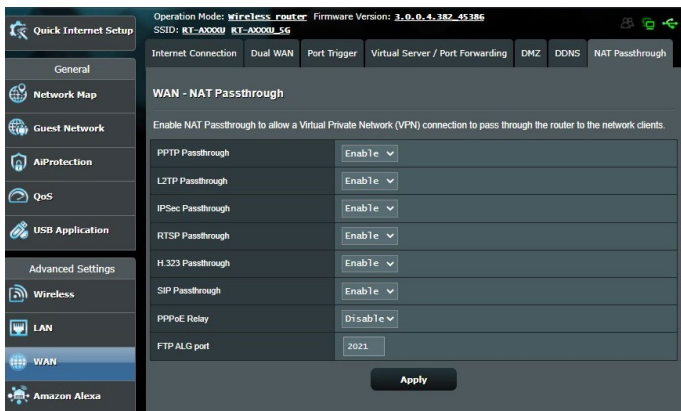 Operation Mode: Wireless router Firmware Version: 3.0.0.4.382_45386
SSID: RT-AXXXU RT-AXXXU_5G
Quick Internet Setup
General
Network Map
Guest Network
AiProtection
QoS
USB Application
Advanced Settings
Wireless
LAN
WAN
Amazon Alexa
Internet Connection Dual WAN Port Trigger Virtual Server / Port Forwarding DMZ DDNS NAT Passthrough
WAN - NAT Passthrough
Enable NAT Passthrough to allow a Virtual Private Network (VPN) connection to pass through the router to the network clients.
PPTP Passthrough Enable
L2TP Passthrough Enable
IPSec Passthrough Enable
RTSP Passthrough Enable
H.323 Passthrough Enable
SIP Passthrough Enable
PPPoE Relay Disable
FTP ALG port 2021
Apply